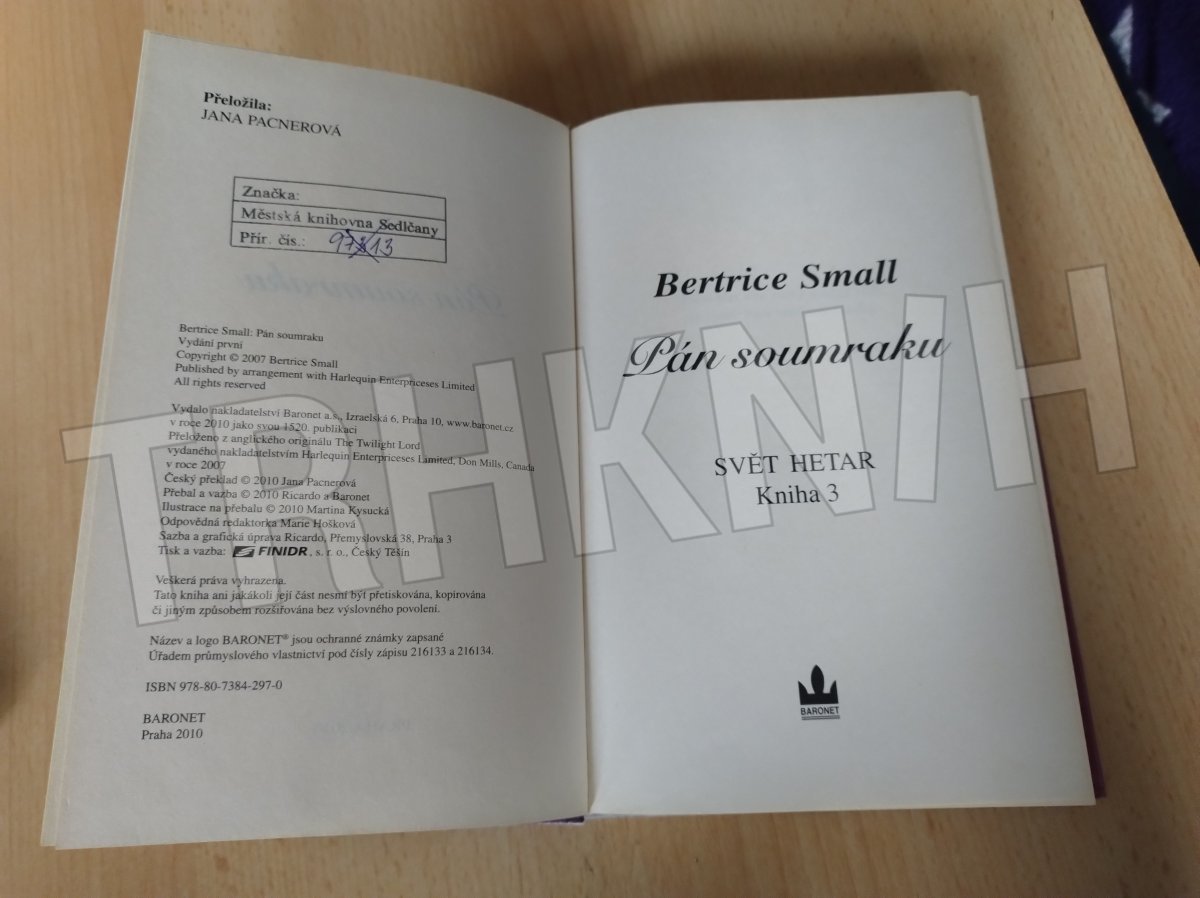 Přeložila:
JANA PACNEROVÁ
Značka:
Městská knihovna Sedlčany
Přír. čís.:
Bertrice Small: Pán soumraku
Vydání první
Copyright © 2007 Bertrice Small
Published by arrangement with Harlequin Enterpriceses Limited
All rights reserved
Vydalo nakladatelství Baronet a.s., Izraelská 6, Praha 10, www.baronet.cz
v roce 2010 jako svou 1520. publikaci
Přeloženo z anglického originálu The Twilight Lord
vydaného nakladatelstvím Harlequin Enterpriceses Limited, Don Mills, Canada
v roce 2007
Český překlad © 2010 Jana Pacnerová
Přebal a vazba © 2010 Ricardo a Baronet
Ilustrace na přebalu © 2010 Martina Kysucká
Odpovědná redaktorka Marie Hošková
Sazba a grafická úprava Ricardo, Přemyslovská 38, Praha 3
Tisk a vazba: FINIDR, s. r. o., Český Těšín
Veškerá práva vyhrazena.
Tato kniha ani jakákoli její část nesmí být přetiskována, kopírována
či jiným způsobem rozšiřována bez výslovného povolení.
Název a logo BARONET® jsou ochranné známky zapsané
Úřadem průmyslového vlastnictví pod čísly zápisu 216133 a 216134.
ISBN 978-80-7384-297-0
BARONET
Praha 2010
Bertrice Small
Pán soumraku
SVĚT HETAR
Kniha 3
BARONET
TRHKNIH